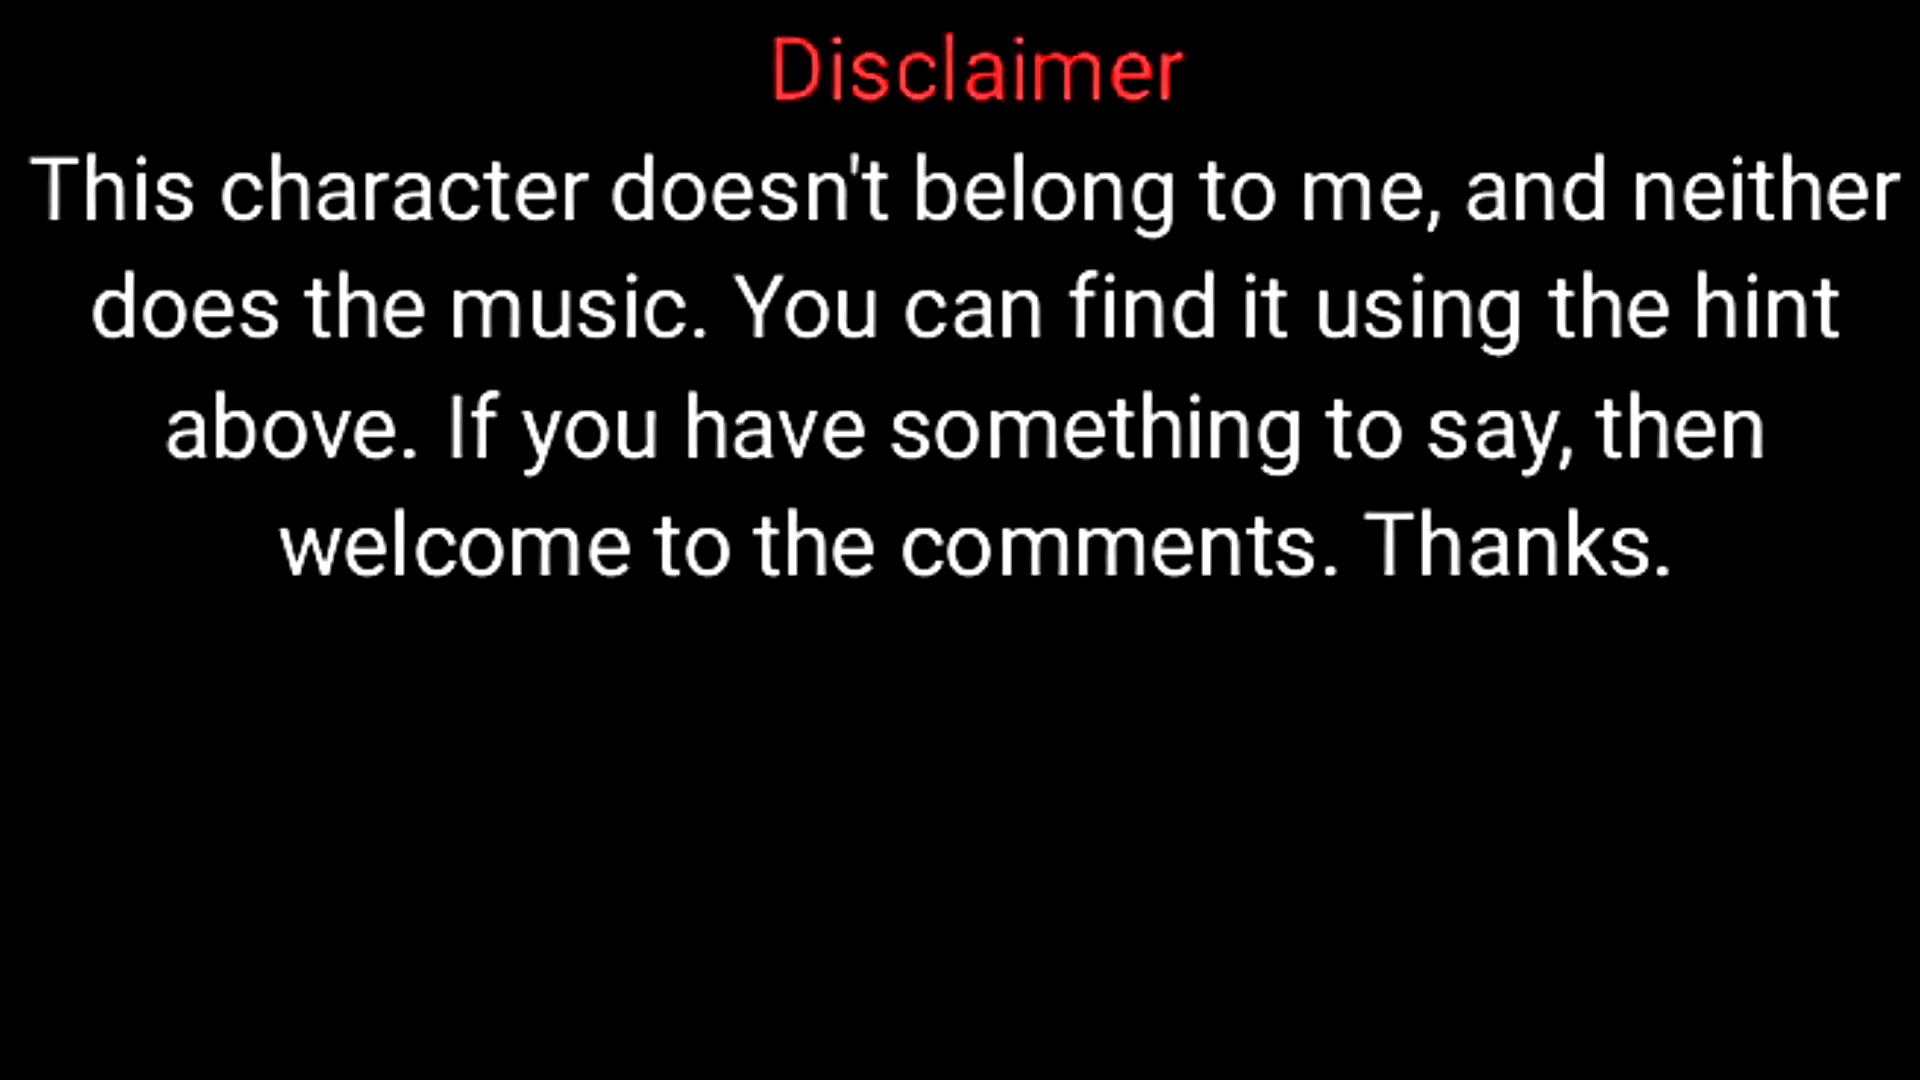 Disclaimer
This character doesn't belong to me, and neither
does the music. You can find it using the hint
above. If you have something to say, then
welcome to the comments. Thanks.